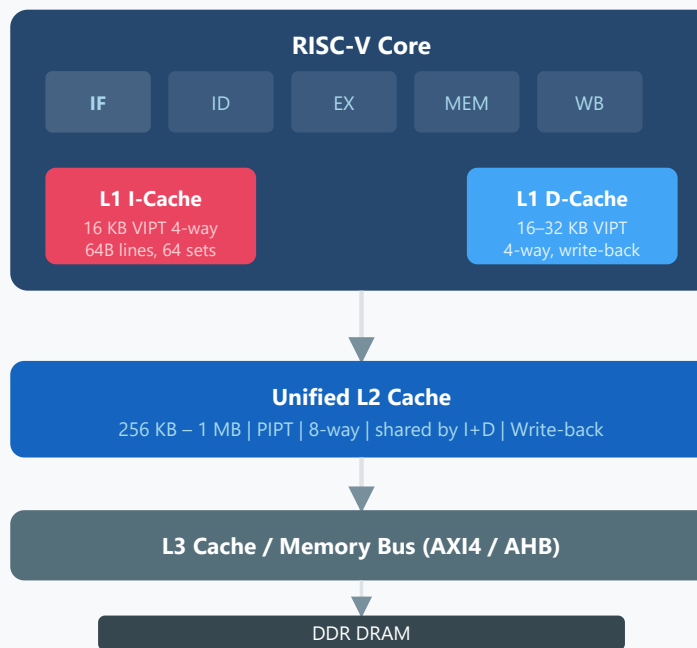 RISC-V Core
IF
ID
EX
MEM
WB
L1 I-Cache
16 KB VIPT 4-way
64B lines, 64 sets
L1 D-Cache
16–32 KB VIPT
4-way, write-back
Unified L2 Cache
256 KB – 1 MB | PIPT | 8-way | shared by I+D | Write-back
L3 Cache / Memory Bus (AXI4 / AHB)
DDR DRAM